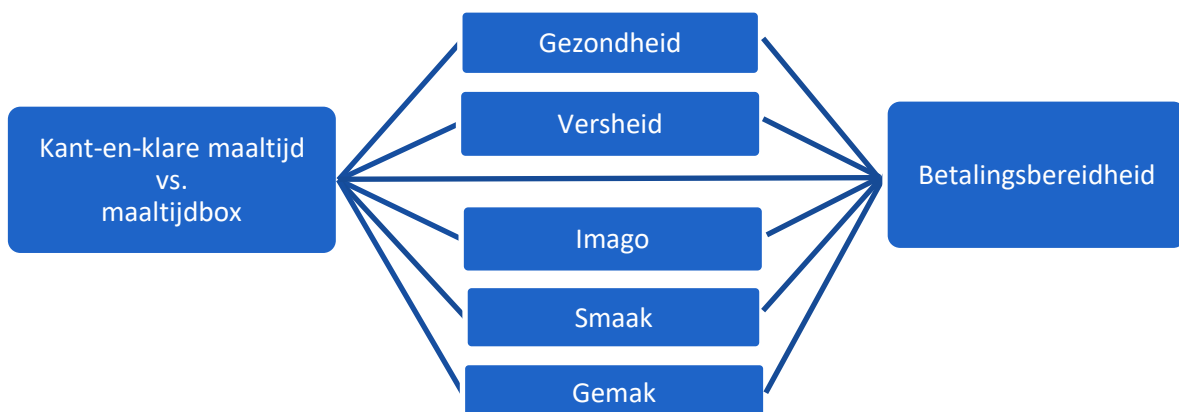 Kant-en-klare maaltijd
vs.
maaltijdbox
Gezondheid
Versheid
Imago
Smaak
Gemak
Betalingsbereidheid